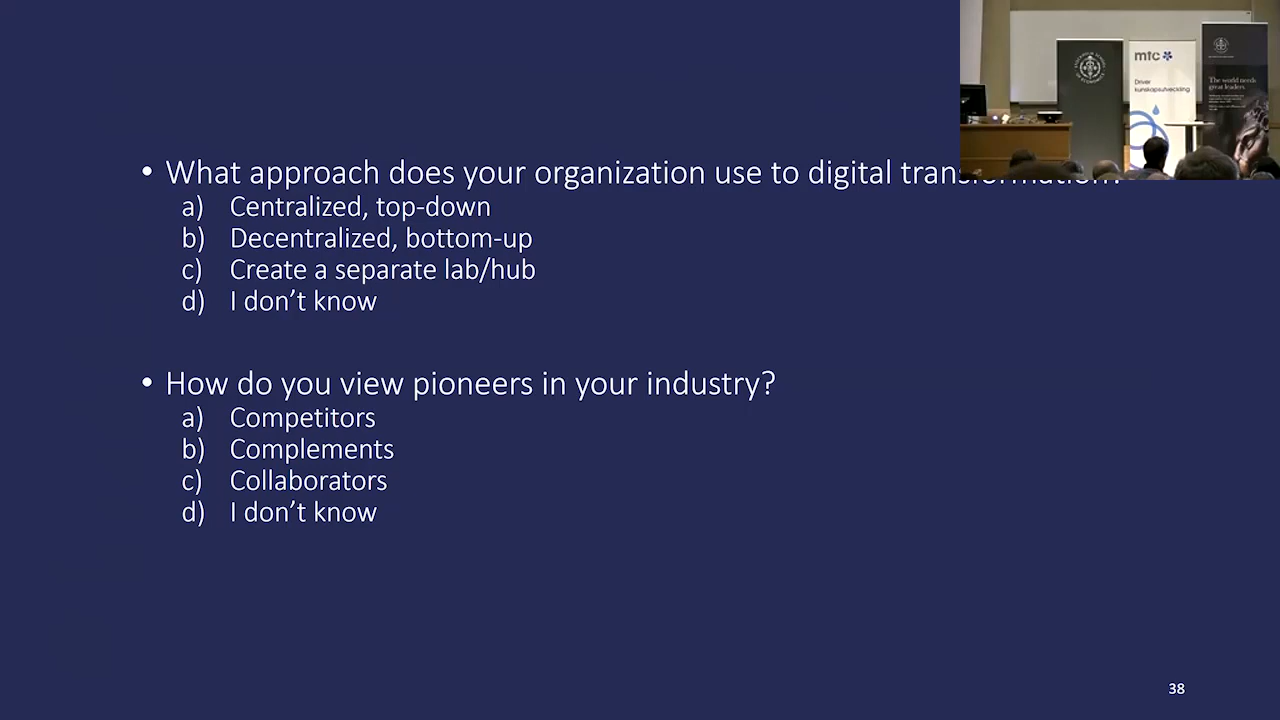 mtc
Driver
kunskapsutveckling
The world needs
great leaders
• What approach does your organization use to digital transformation?
a) Centralized, top-down
b) Decentralized, bottom-up
c) Create a separate lab/hub
d) I don’t know
• How do you view pioneers in your industry?
a) Competitors
b) Complements
c) Collaborators
d) I don’t know
38